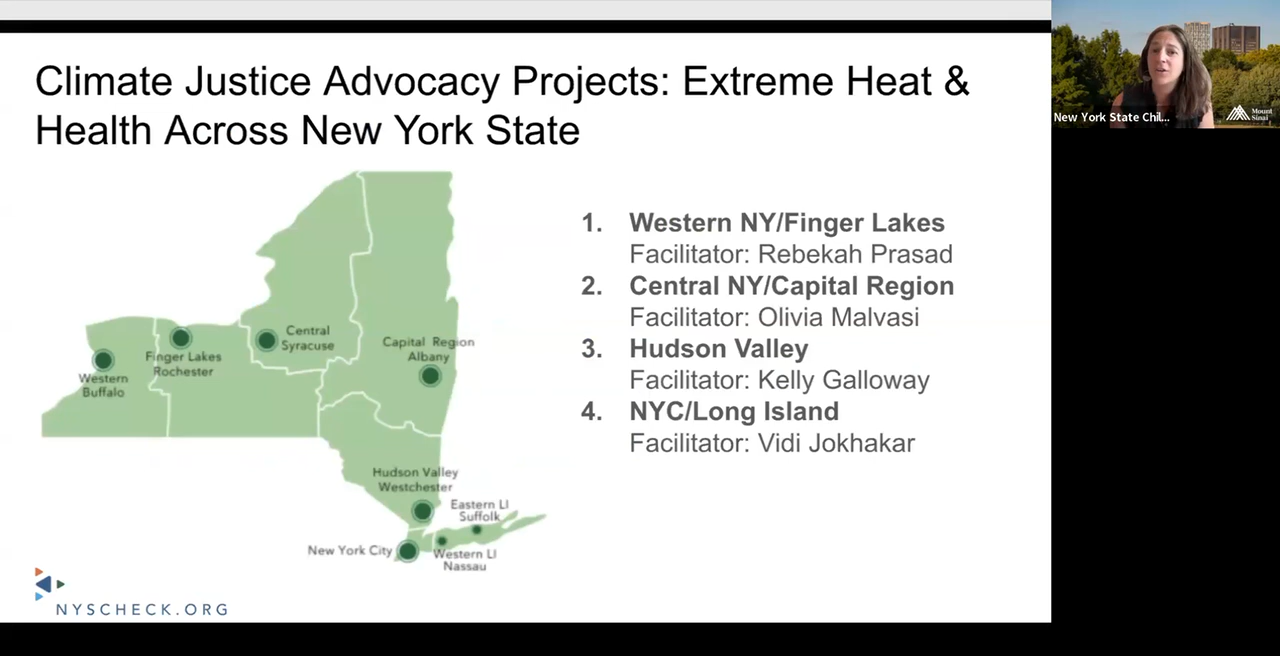 Climate Justice Advocacy Projects: Extreme Heat &
Health Across New York State
1. Western NY/Finger Lakes
Facilitator: Rebekah Prasad
2. Central NY/Capital Region
Facilitator: Olivia Malvasi
3. Hudson Valley
Facilitator: Kelly Galloway
4. NYC/Long Island
Facilitator: Vidi Jokhakar
Central
Syracuse
Capital Region
Albany
Finger Lakes
Rochester
Western
Buffalo
Hudson Valley
Westchester
Eastern LI
Suffolk
New York City
Western LI
Nassau
NYSCHECK.ORG
New York State Chil...
Mount
Sinai